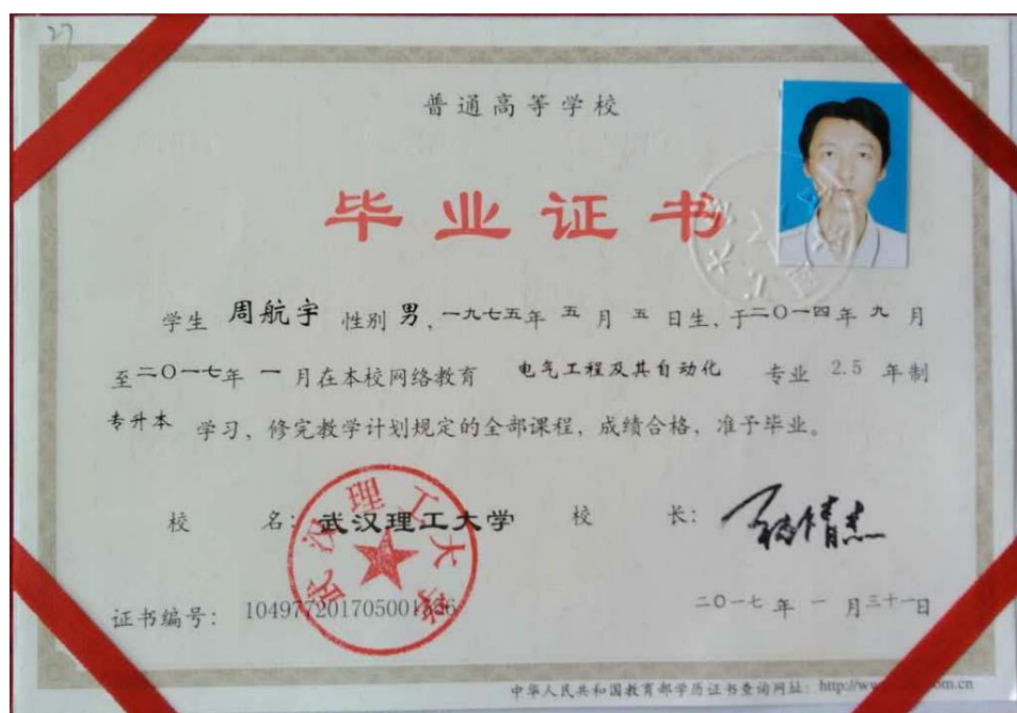 27
普通高等学校
毕业证书
学生 周航宇 性别 男,一九七五年 五 月 五 日生,于二〇一四年 九 月
至二〇一七年 一 月在本校网络教育 电气工程及其自动化 专业 2.5 年制
专升本 学习,修完教学计划规定的全部课程,成绩合格,准予毕业。
校 名:武汉理工大学 校 长:
武汉理工大学
证书编号: 二〇一七年 一 月三十一日
中华人民共和国教育部学历证书查询网址: